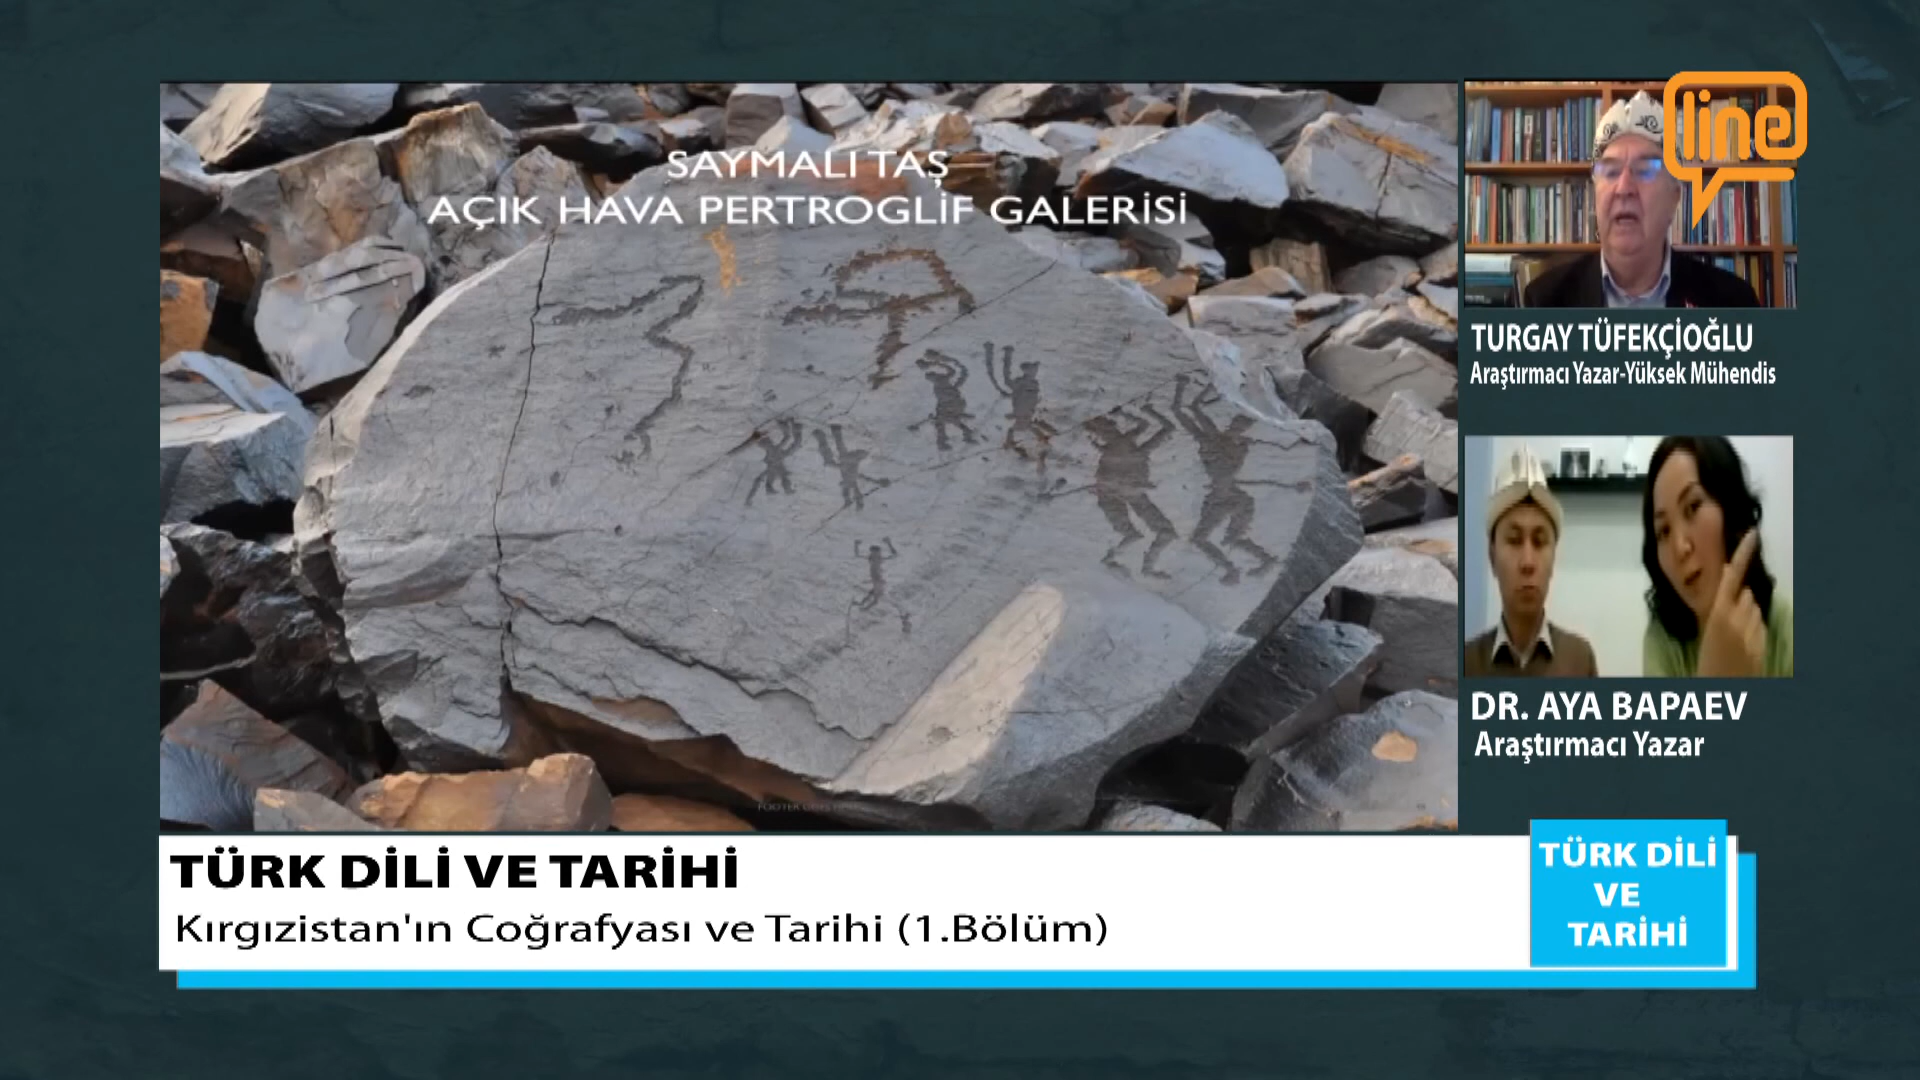 SAYMALI TAŞ
AÇIK HAVA PERTROGLİF GALERİSİ
line
TURGAY TÜFEKÇİOĞLU
Araştırmacı Yazar-Yüksek Mühendis
DR. AYA BAPAEV
Araştırmacı Yazar
TÜRK DİLİ VE TARİHİ
Kırgızistan'ın Coğrafyası ve Tarihi (1.Bölüm)
TÜRK DİLİ
VE
TARİHİ